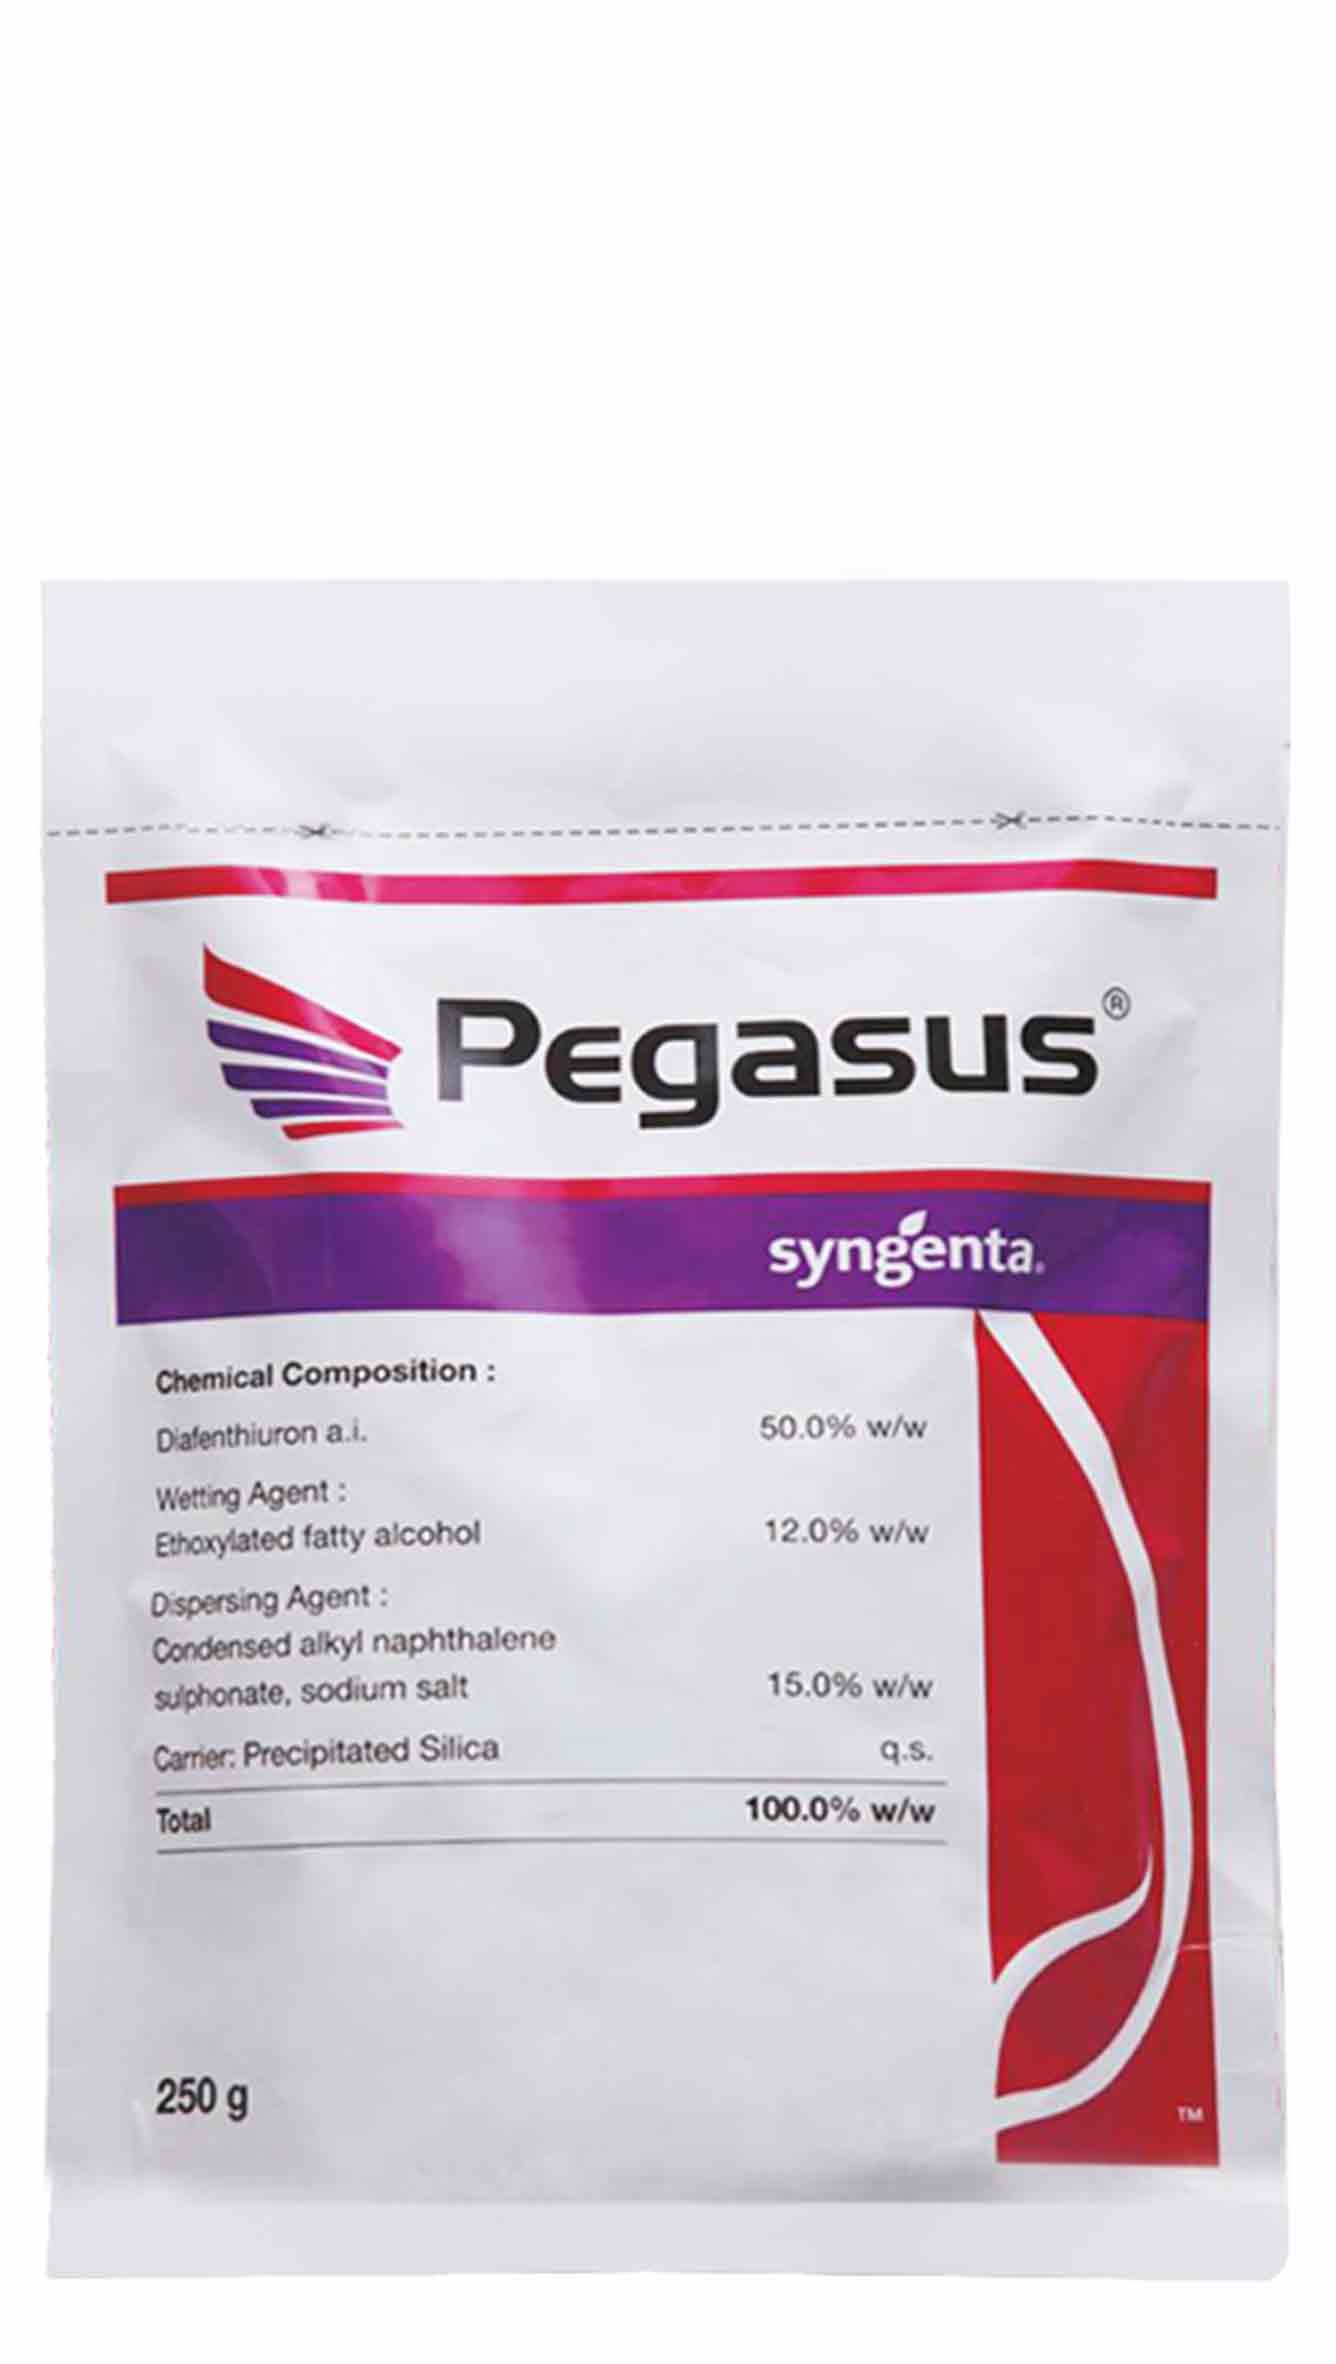 Pegasus®
syngenta®
Chemical Composition :
Diafenthiuron a.i. 50.0% w/w
Wetting Agent :
Ethoxylated fatty alcohol 12.0% w/w
Dispersing Agent :
Condensed alkyl naphthalene
sulphonate, sodium salt 15.0% w/w
Carrier: Precipitated Silica q.s.
Total 100.0% w/w
250 g
TM